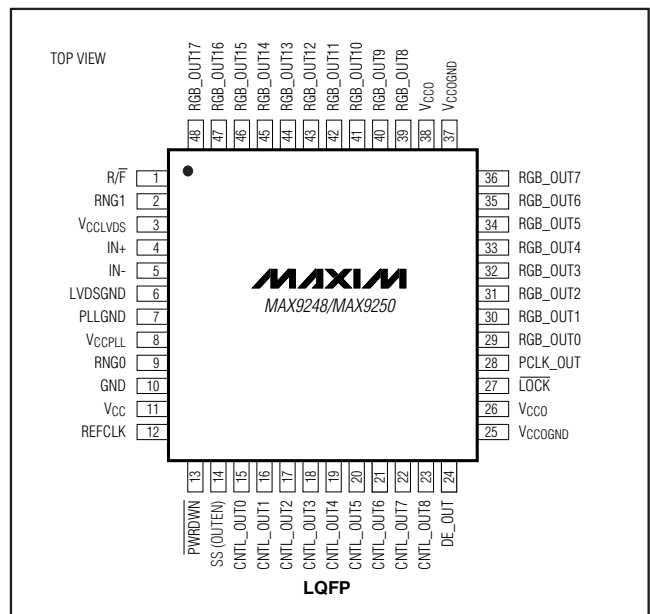 TOP VIEW
48 RGB_OUT17
47 RGB_OUT16
46 RGB_OUT15
45 RGB_OUT14
44 RGB_OUT13
43 RGB_OUT12
42 RGB_OUT11
41 RGB_OUT10
40 RGB_OUT9
39 RGB_OUT8
38 VCCO
37 VCCOGND
R/F̅ 1
RNG1 2
VCCLVDS 3
IN+ 4
IN- 5
LVDSGND 6
PLLGND 7
VCCPLL 8
RNG0 9
GND 10
VCC 11
REFCLK 12
MAXIM
MAX9248/MAX9250
36 RGB_OUT7
35 RGB_OUT6
34 RGB_OUT5
33 RGB_OUT4
32 RGB_OUT3
31 RGB_OUT2
30 RGB_OUT1
29 RGB_OUT0
28 PCLK_OUT
27 L̅O̅C̅K̅
26 VCCO
25 VCCOGND
P̅W̅R̅D̅W̅N̅ 13
SS (OUTEN) 14
CNTL_OUT0 15
CNTL_OUT1 16
CNTL_OUT2 17
CNTL_OUT3 18
CNTL_OUT4 19
CNTL_OUT5 20
CNTL_OUT6 21
CNTL_OUT7 22
CNTL_OUT8 23
DE_OUT 24
LQFP